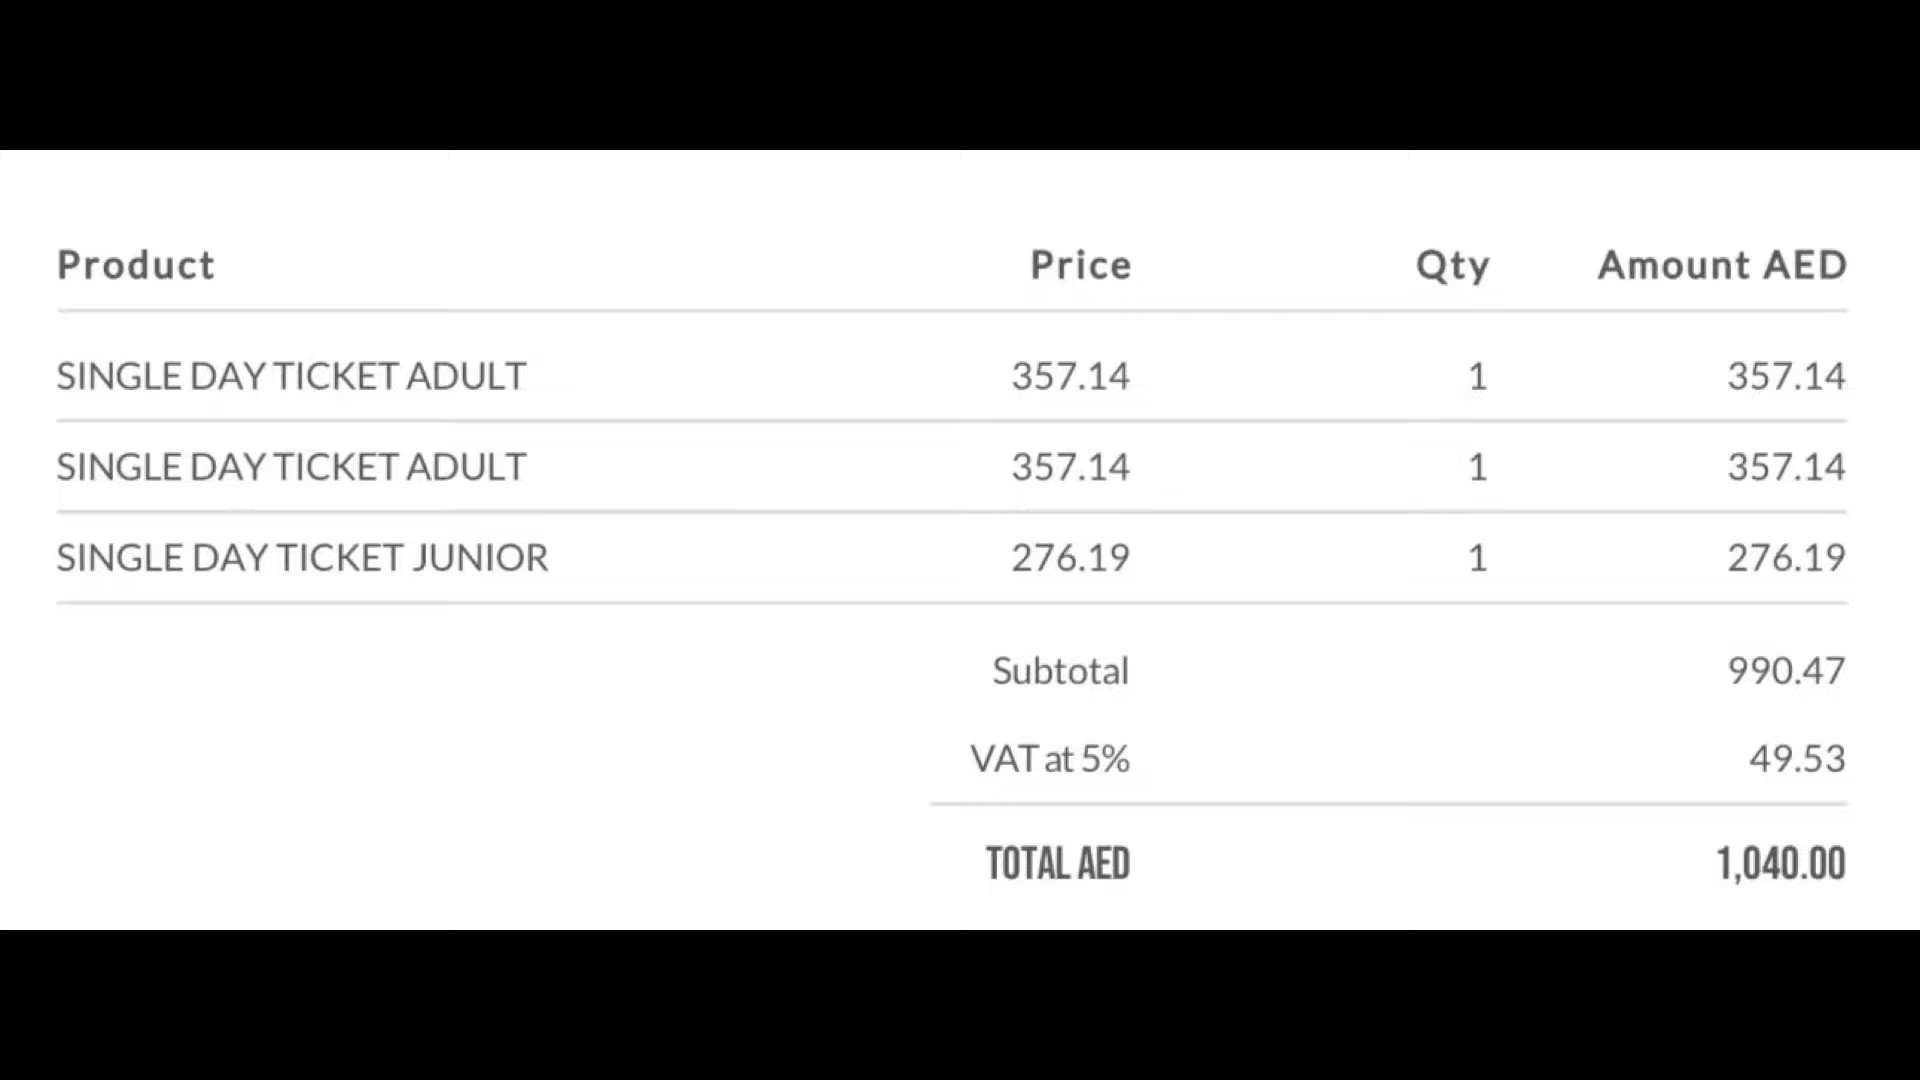 Product Price Qty Amount AED
SINGLE DAY TICKET ADULT 357.14 1 357.14
SINGLE DAY TICKET ADULT 357.14 1 357.14
SINGLE DAY TICKET JUNIOR 276.19 1 276.19
Subtotal 990.47
VAT at 5% 49.53
TOTAL AED 1,040.00